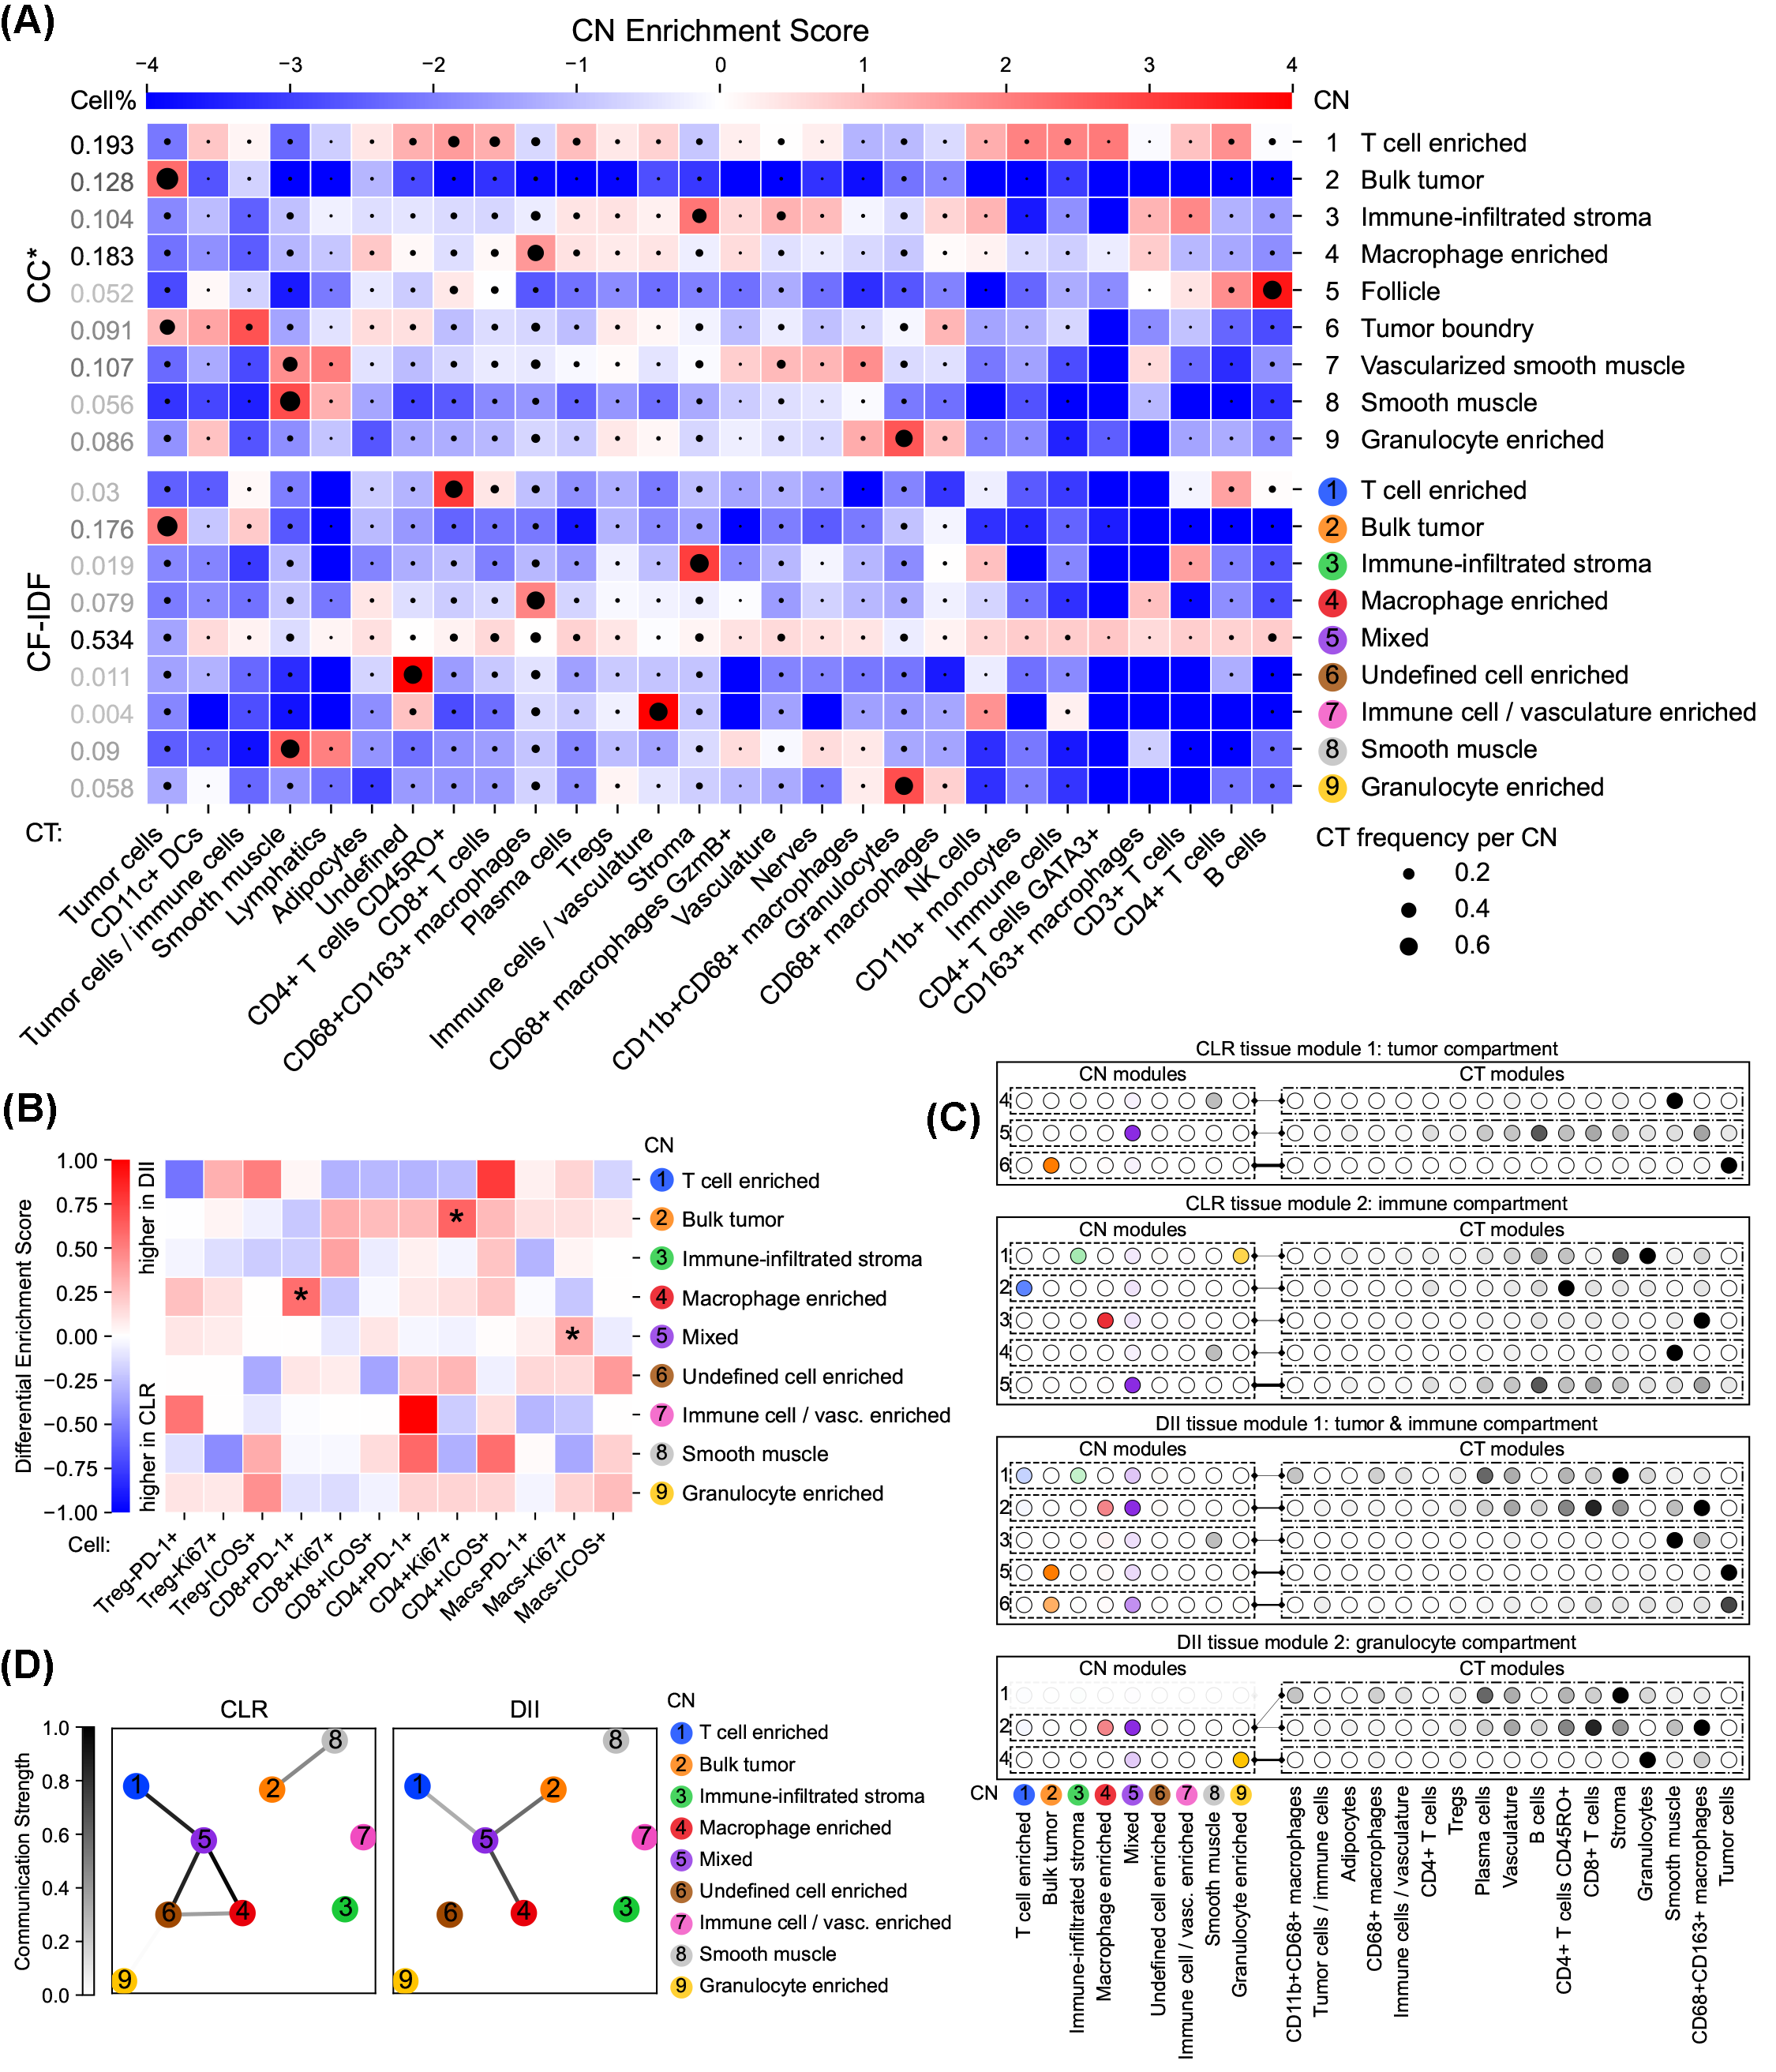 (A)
CN Enrichment Score
−4 −3 −2 −1 0 1 2 3 4
Cell% CN
CC*
0.193 1 T cell enriched
0.128 2 Bulk tumor
0.104 3 Immune-infiltrated stroma
0.183 4 Macrophage enriched
0.052 5 Follicle
0.091 6 Tumor boundry
0.107 7 Vascularized smooth muscle
0.056 8 Smooth muscle
0.086 9 Granulocyte enriched
CF-IDF
0.03 1 T cell enriched
0.176 2 Bulk tumor
0.019 3 Immune-infiltrated stroma
0.079 4 Macrophage enriched
0.534 5 Mixed
0.011 6 Undefined cell enriched
0.004 7 Immune cell / vasculature enriched
0.09 8 Smooth muscle
0.058 9 Granulocyte enriched
CT:
Tumor cells
CD11c+ DCs
Tumor cells / immune cells
Smooth muscle
Lymphatics
Adipocytes
Undefined
CD4+ T cells CD45RO+
CD8+ T cells
CD68+CD163+ macrophages
Plasma cells
Tregs
Immune cells / vasculature
Stroma
CD68+ macrophages GzmB+
Vasculature
Nerves
CD11b+CD68+ macrophages
Granulocytes
CD68+ macrophages
NK cells
CD11b+ monocytes
Immune cells
CD4+ T cells GATA3+
CD163+ macrophages
CD3+ T cells
CD4+ T cells
B cells
CT frequency per CN
0.2
0.4
0.6
(B)
Differential Enrichment Score
1.00
0.75
0.50
0.25
0.00
−0.25
−0.50
−0.75
−1.00
higher in DII
higher in CLR
*
*
*
CN
1 T cell enriched
2 Bulk tumor
3 Immune-infiltrated stroma
4 Macrophage enriched
5 Mixed
6 Undefined cell enriched
7 Immune cell / vasc. enriched
8 Smooth muscle
9 Granulocyte enriched
Cell:
Treg-PD-1+
Treg-Ki67+
Treg-ICOS+
CD8+PD-1+
CD8+Ki67+
CD8+ICOS+
CD4+PD-1+
CD4+Ki67+
CD4+ICOS+
Macs-PD-1+
Macs-Ki67+
Macs-ICOS+
(C)
CLR tissue module 1: tumor compartment
CN modules CT modules
4
5
6
CLR tissue module 2: immune compartment
CN modules CT modules
1
2
3
4
5
DII tissue module 1: tumor & immune compartment
CN modules CT modules
1
2
3
5
6
DII tissue module 2: granulocyte compartment
CN modules CT modules
1
2
4
CN 1 2 3 4 5 6 7 8 9
T cell enriched
Bulk tumor
Immune-infiltrated stroma
Macrophage enriched
Mixed
Undefined cell enriched
Immune cell / vasc. enriched
Smooth muscle
Granulocyte enriched
CD11b+CD68+ macrophages
Tumor cells / immune cells
Adipocytes
CD68+ macrophages
Immune cells / vasculature
CD4+ T cells
Tregs
Plasma cells
Vasculature
B cells
CD4+ T cells CD45RO+
CD8+ T cells
Stroma
Granulocytes
Smooth muscle
CD68+CD163+ macrophages
Tumor cells
(D)
Communication Strength
1.0
0.8
0.6
0.4
0.2
0.0
CLR
8
1
2
5
7
6
4
3
9
DII
8
1
2
5
7
6
4
3
9
CN
1 T cell enriched
2 Bulk tumor
3 Immune-infiltrated stroma
4 Macrophage enriched
5 Mixed
6 Undefined cell enriched
7 Immune cell / vasc. enriched
8 Smooth muscle
9 Granulocyte enriched